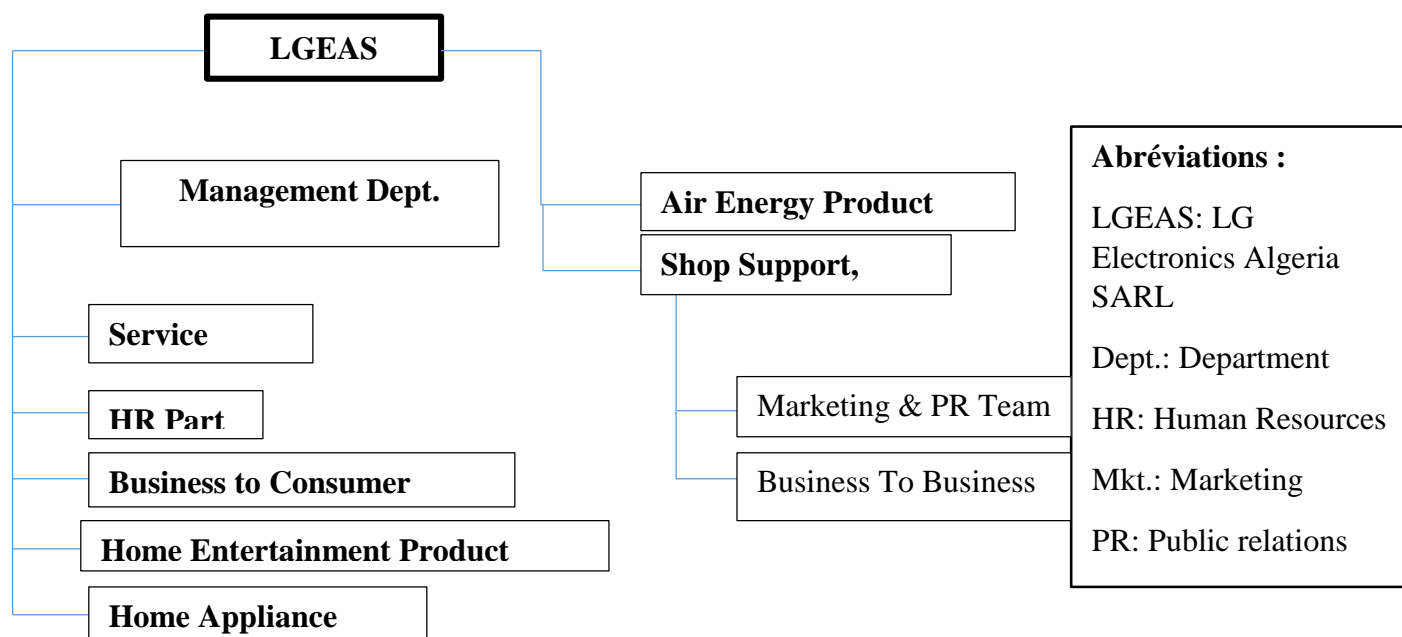 LGEAS
Management Dept.
Service
HR Part
Business to Consumer
Home Entertainment Product
Home Appliance
Air Energy Product
Shop Support,
Marketing & PR Team
Business To Business
Abréviations :
LGEAS: LG
Electronics Algeria
SARL
Dept.: Department
HR: Human Resources
Mkt.: Marketing
PR: Public relations